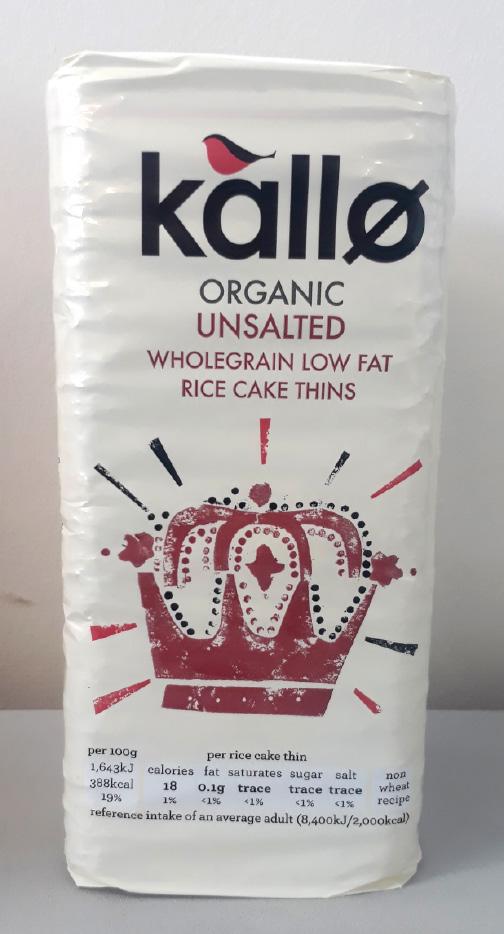 kallø
ORGANIC
UNSALTED
WHOLEGRAIN LOW FAT
RICE CAKE THINS
per 100g
1,643kJ
388kcal
19%
per rice cake thin
calories fat saturates sugar salt
18 0.1g trace trace trace
1% <1% <1% <1% <1%
non
wheat
recipe
reference intake of an average adult (8,400kJ/2,000kcal)